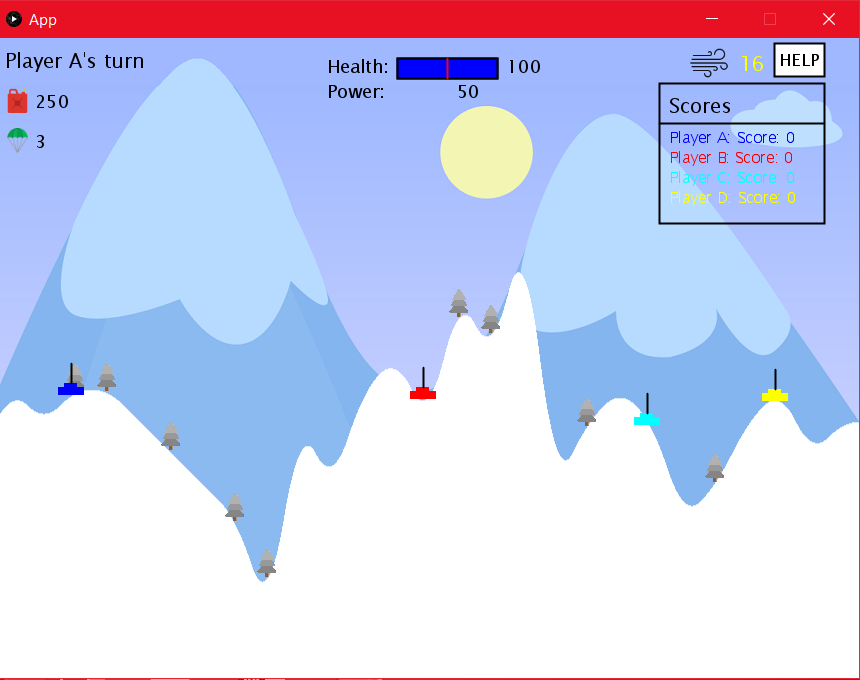 App
Player A's turn
250
3
Health: 100
Power: 50
16
HELP
Scores
Player A: Score: 0
Player B: Score: 0
Player C: Score: 0
Player D: Score: 0